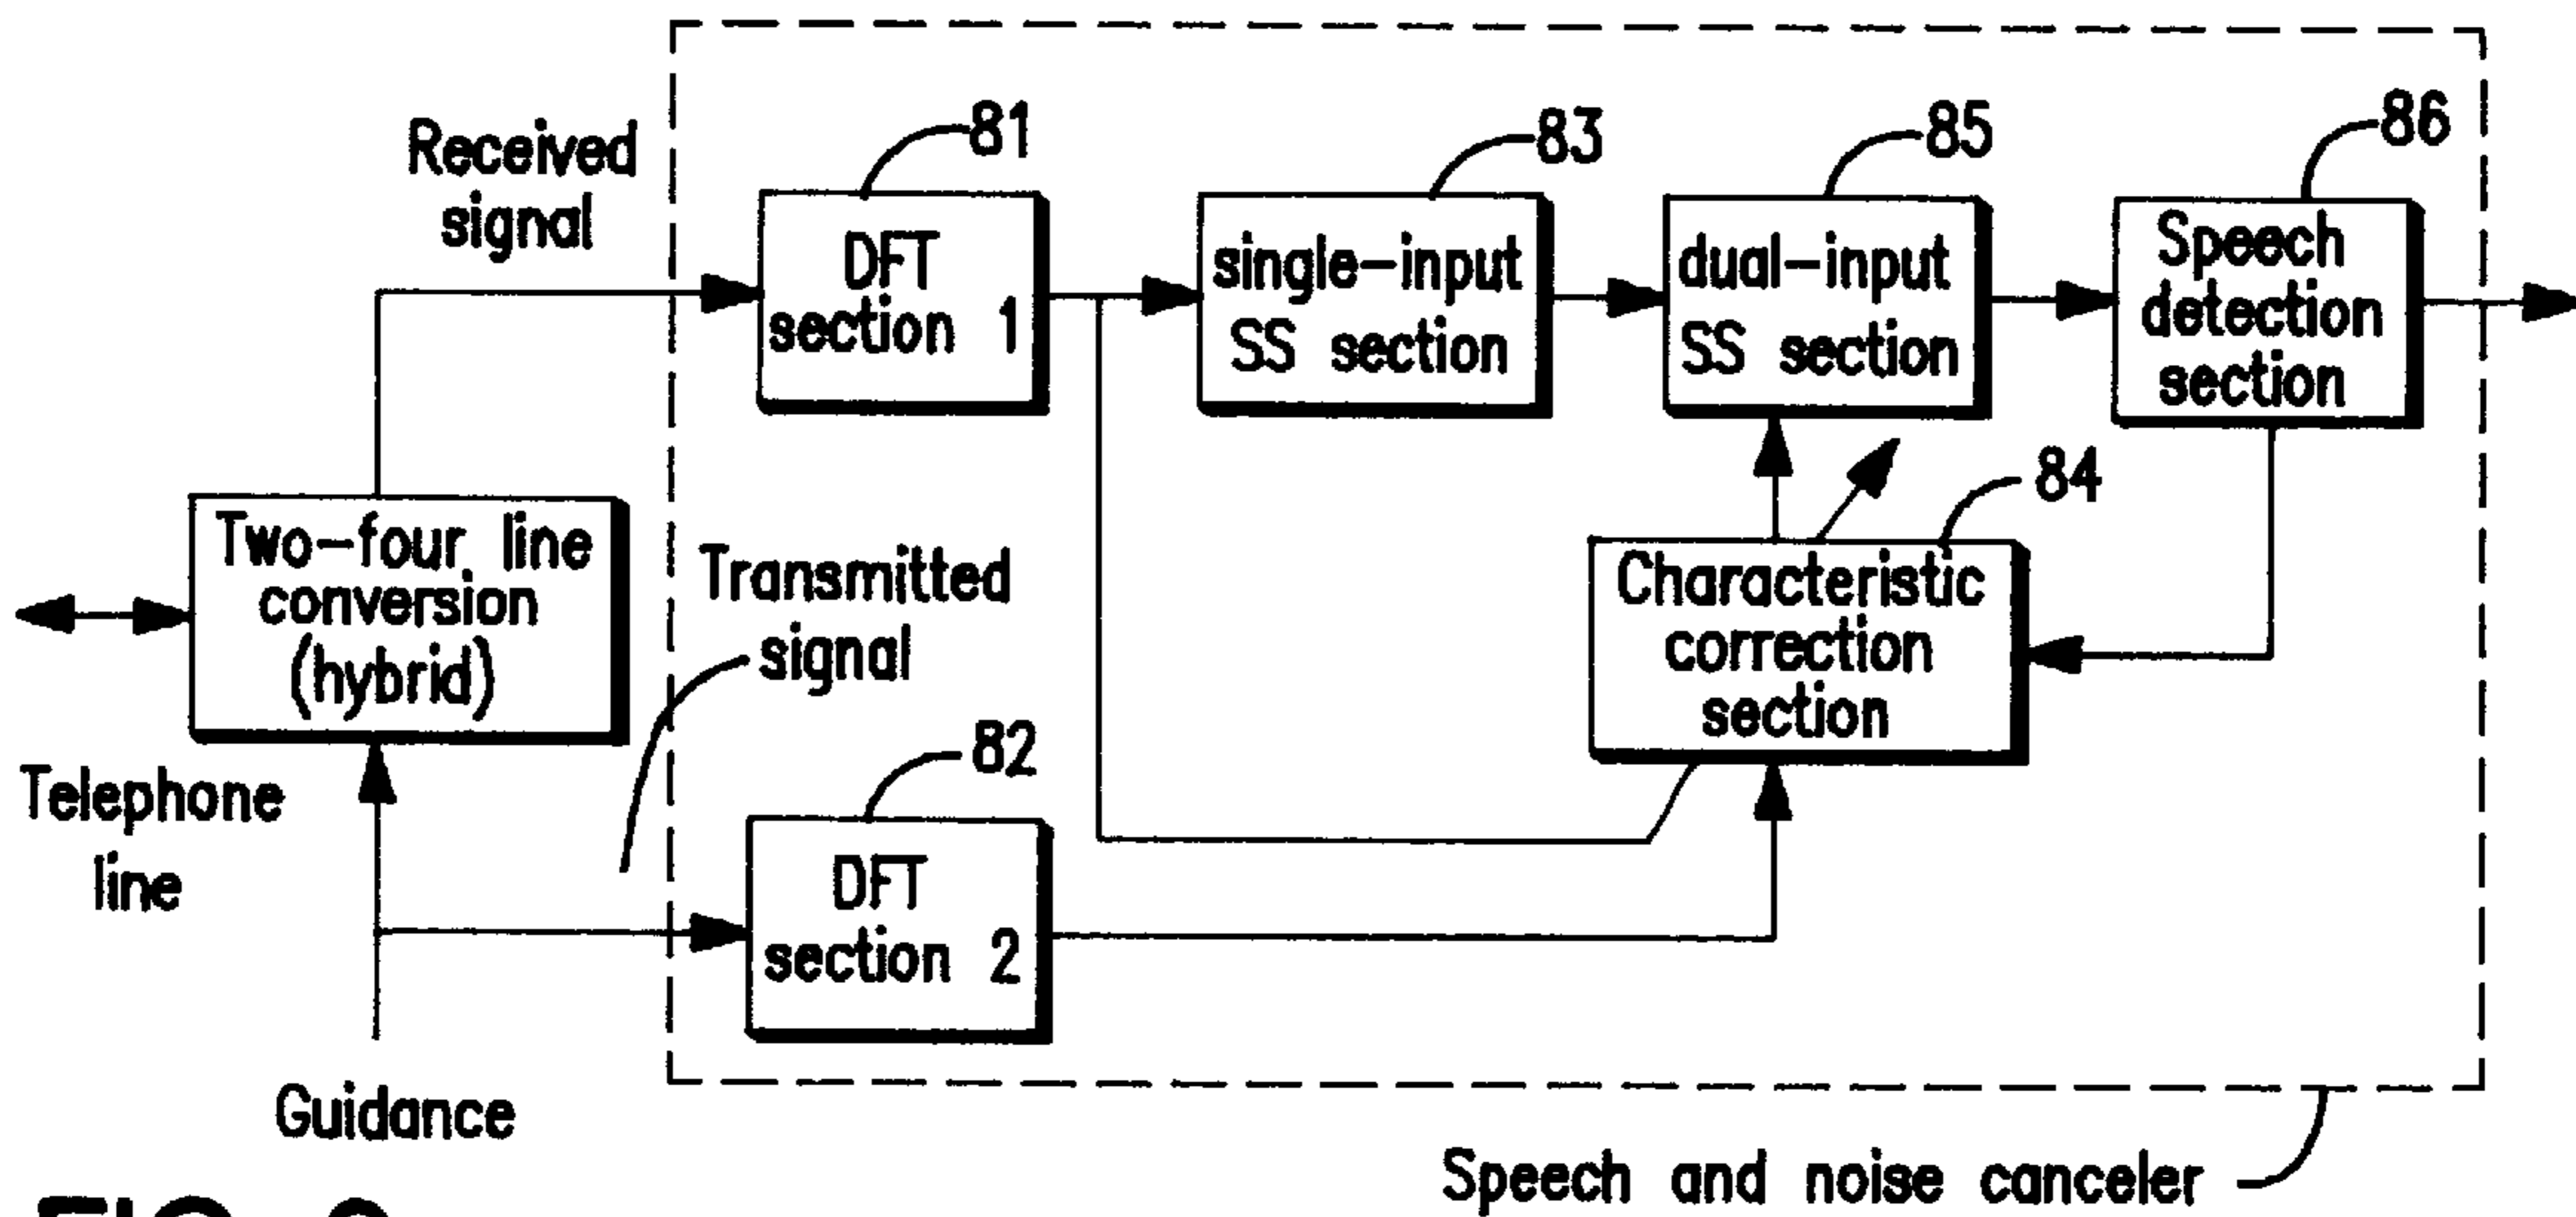 Received
signal
81
DFT
section 1
83
single-input
SS section
85
dual-input
SS section
86
Speech
detection
section
Two-four line
conversion
(hybrid)
Transmitted
signal
84
Characteristic
correction
section
Telephone
line
82
DFT
section 2
Guidance
Speech and noise canceler